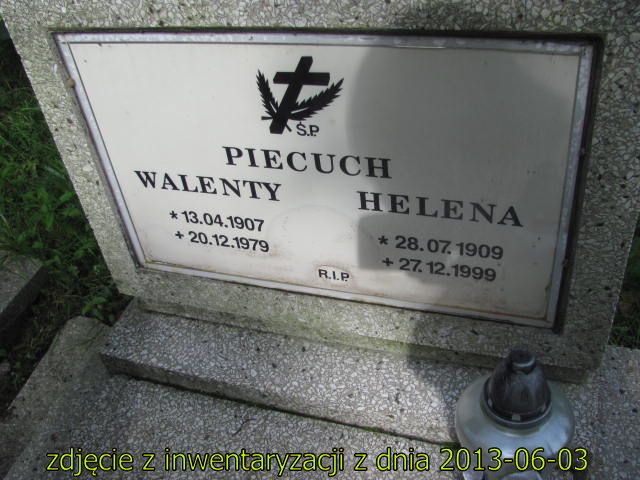 Ś.P.
PIECUCH
WALENTY HELENA
* 13.04.1907 * 28.07.1909
+ 20.12.1979 + 27.12.1999
R.I.P.
zdjęcie z inwentaryzacji z dnia 2013-06-03